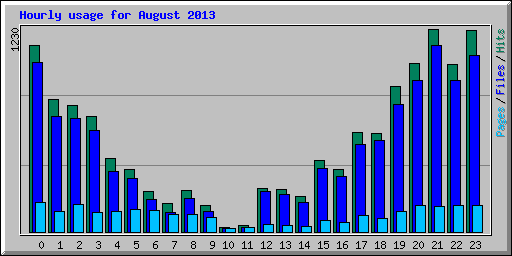 Hourly usage for August 2013
1230
Pages/Files/Hits
0 1 2 3 4 5 6 7 8 9 10 11 12 13 14 15 16 17 18 19 20 21 22 23